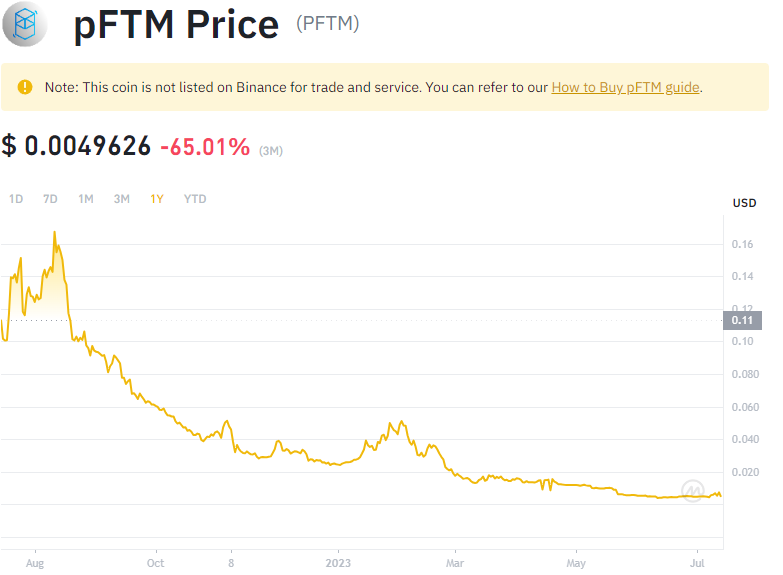 pFTM Price (PFTM)
Note: This coin is not listed on Binance for trade and service. You can refer to our How to Buy pFTM guide.
$ 0.0049626 -65.01% (3M)
1D 7D 1M 3M 1Y YTD
USD
0.16
0.14
0.12
0.11
0.10
0.080
0.060
0.040
0.020
Aug Oct 8 2023 Mar May Jul